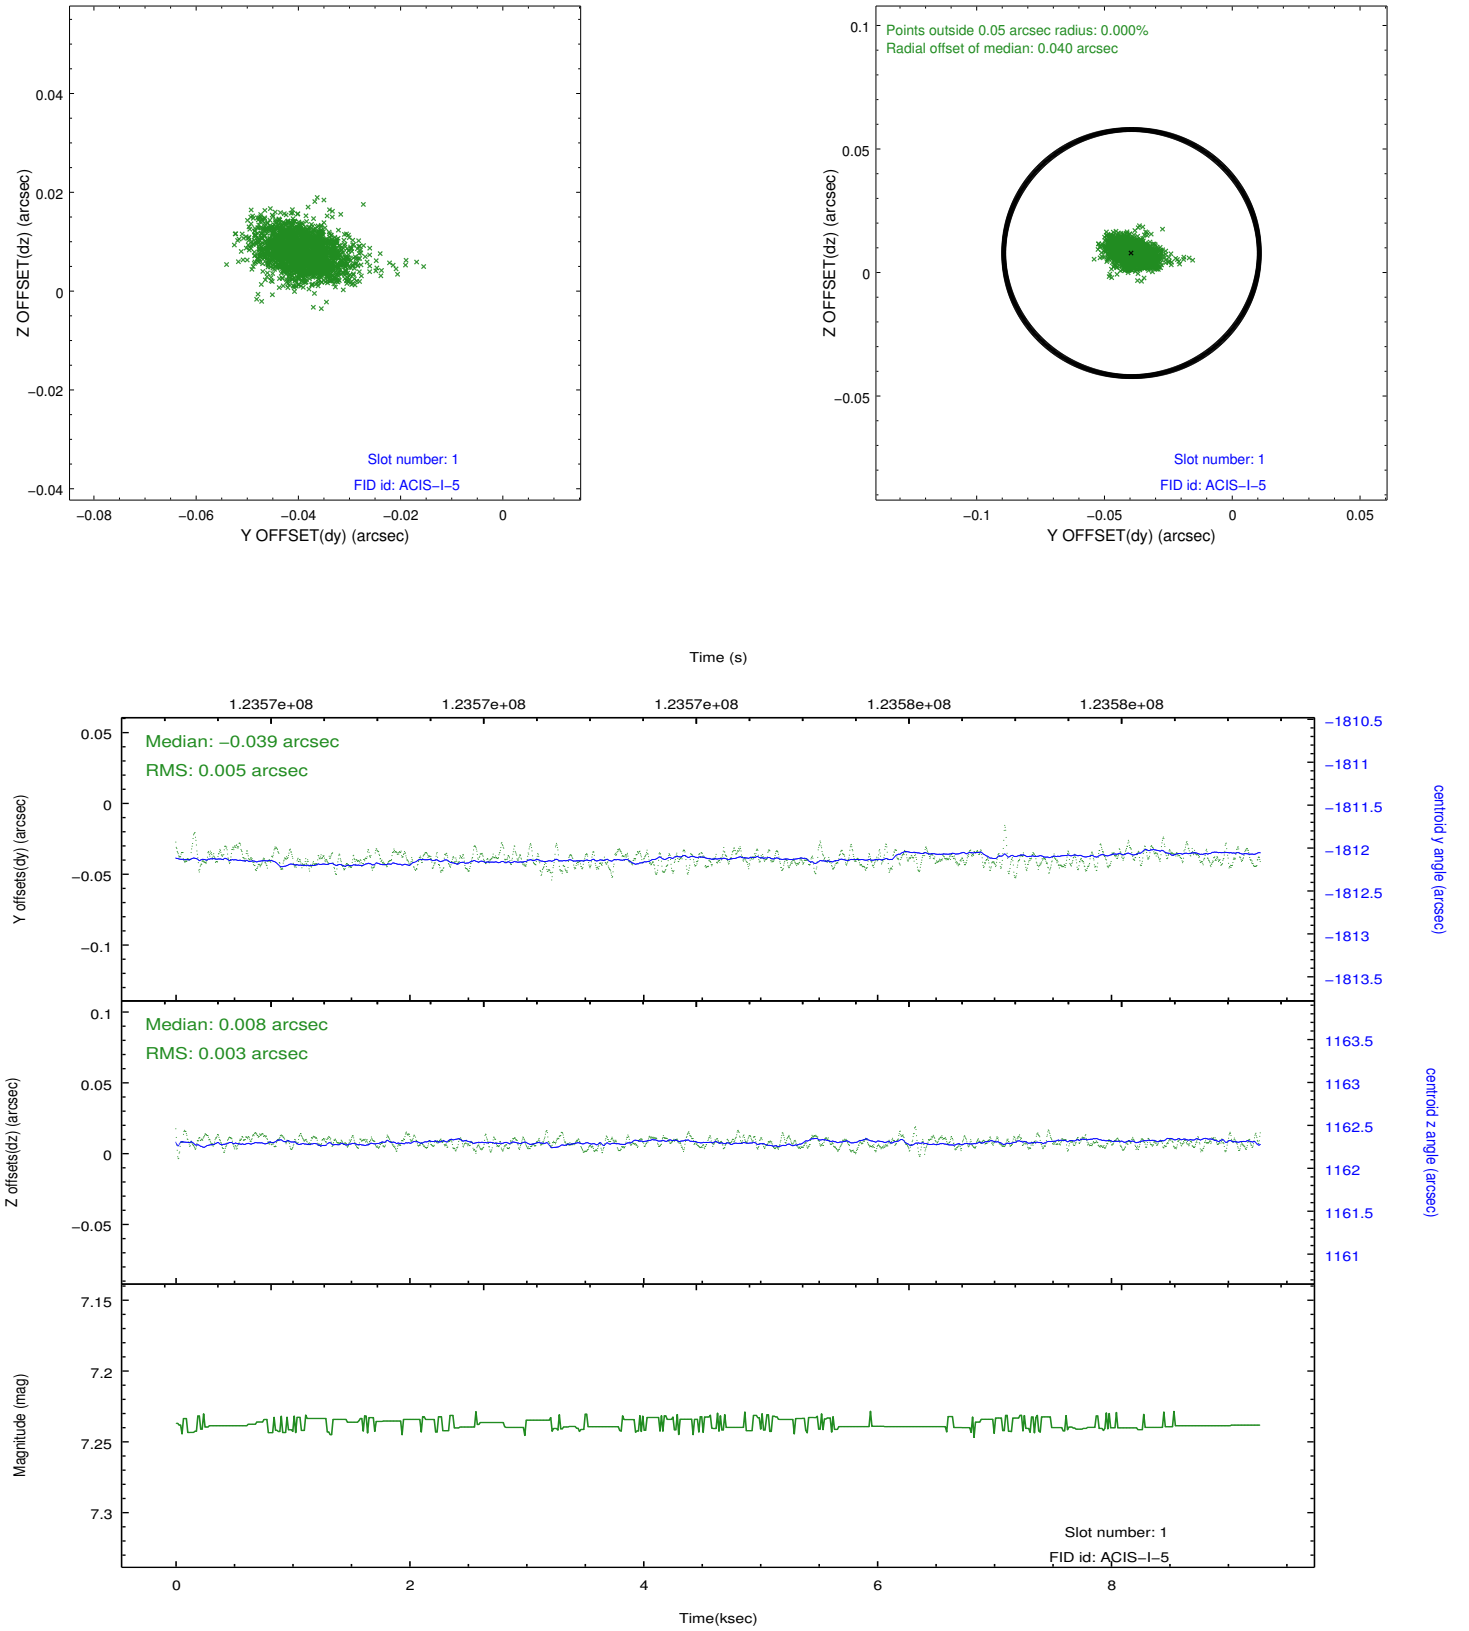 0.04
0.02
0
−0.02
−0.04
Z OFFSET(dz) (arcsec)
Slot number: 1
FID id: ACIS−I−5
−0.08 −0.06 −0.04 −0.02 0
Y OFFSET(dy) (arcsec)
Points outside 0.05 arcsec radius: 0.000%
Radial offset of median: 0.040 arcsec
0.1
0.05
0
−0.05
Z OFFSET(dz) (arcsec)
Slot number: 1
FID id: ACIS−I−5
−0.1 −0.05 0 0.05
Y OFFSET(dy) (arcsec)
Time (s)
1.2357e+08 1.2357e+08 1.2357e+08 1.2358e+08 1.2358e+08
Median: −0.039 arcsec
RMS: 0.005 arcsec
0.05
0
−0.05
−0.1
Y offsets(dy) (arcsec)
−1810.5
−1811
−1811.5
−1812
−1812.5
−1813
−1813.5
centroid y angle (arcsec)
Median: 0.008 arcsec
RMS: 0.003 arcsec
0.1
0.05
0
−0.05
Z offsets(dz) (arcsec)
1163.5
1163
1162.5
1162
1161.5
1161
centroid z angle (arcsec)
7.15
7.2
7.25
7.3
Magnitude (mag)
Slot number: 1
FID id: ACIS−I−5
0 2 4 6 8
Time(ksec)